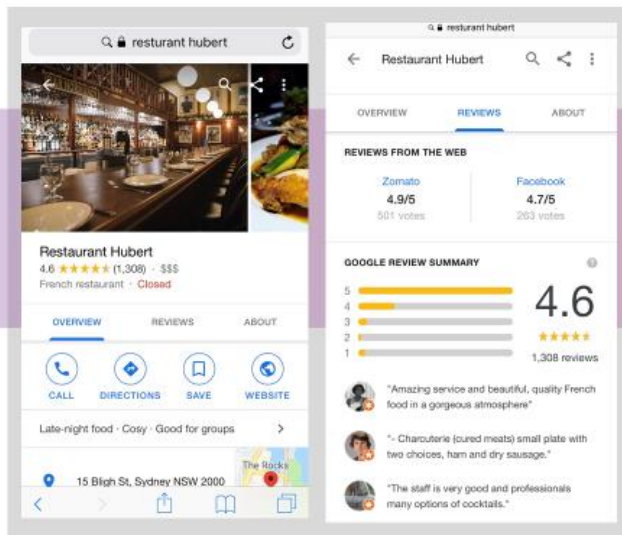 resturant hubert
Restaurant Hubert
4.6 (1,308) · $$$
French restaurant · Closed
OVERVIEW REVIEWS ABOUT
CALL DIRECTIONS SAVE WEBSITE
Late-night food · Cosy · Good for groups
15 Bligh St, Sydney NSW 2000
The Rocks
resturant hubert
Restaurant Hubert
OVERVIEW REVIEWS ABOUT
REVIEWS FROM THE WEB
Zomato Facebook
4.9/5 4.7/5
501 votes 263 votes
GOOGLE REVIEW SUMMARY
5
4
3
2
1
4.6
1,308 reviews
"Amazing service and beautiful, quality French
food in a gorgeous atmosphere"
"- Charcuterie (cured meats) small plate with
two choices, ham and dry sausage."
"The staff is very good and professionals
many options of cocktails."